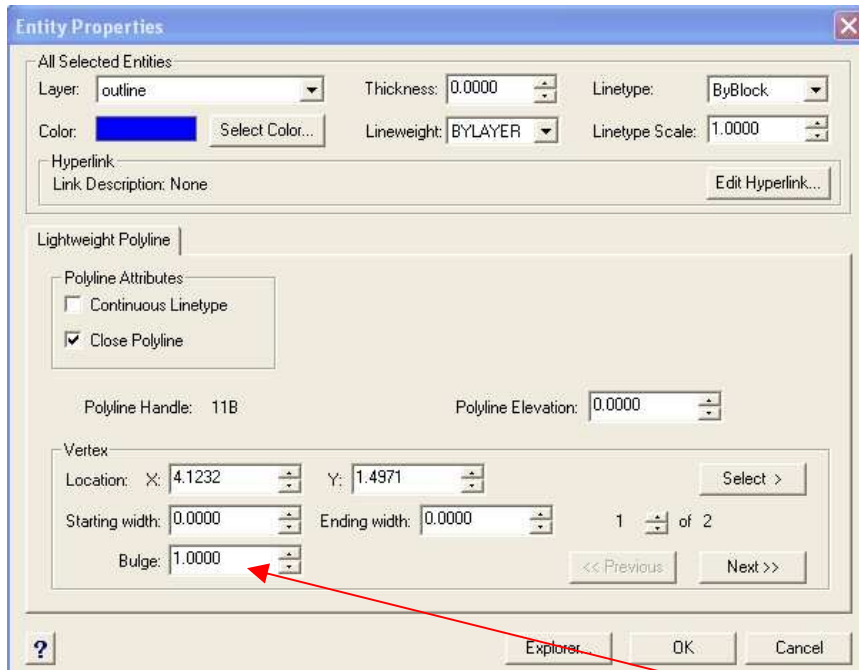 Entity Properties
All Selected Entities
Layer: outline Thickness: 0.0000 Linetype: ByBlock
Color: Select Color... Lineweight: BYLAYER Linetype Scale: 1.0000
Hyperlink
Link Description: None Edit Hyperlink...
Lightweight Polyline
Polyline Attributes
Continuous Linetype
Close Polyline
Polyline Handle: 11B Polyline Elevation: 0.0000
Vertex
Location: X: 4.1232 Y: 1.4971 Select >
Starting width: 0.0000 Ending width: 0.0000 1 of 2
Bulge: 1.0000 << Previous Next >>
? Explorer... OK Cancel